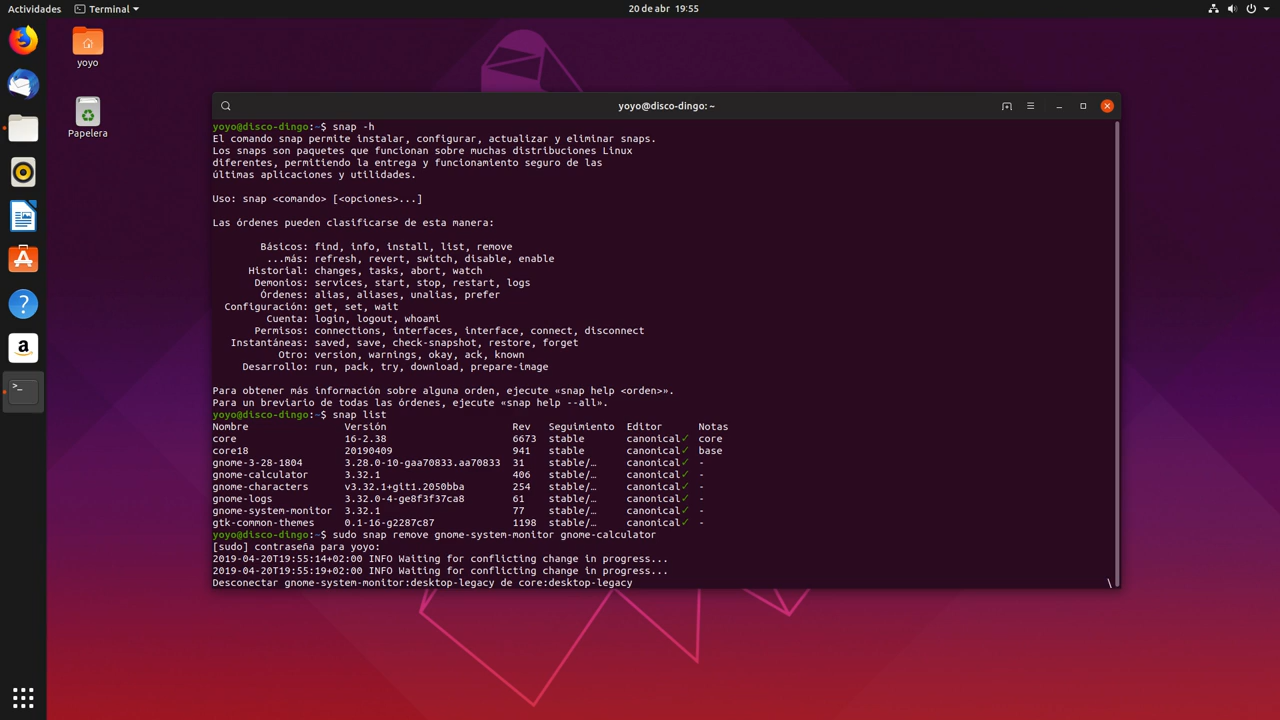 Actividades
Terminal
20 de abr 19:55
yoyo
Papelera
yoyo@disco-dingo: ~
yoyo@disco-dingo:~$ snap -h
El comando snap permite instalar, configurar, actualizar y eliminar snaps.
Los snaps son paquetes que funcionan sobre muchas distribuciones Linux
diferentes, permitiendo la entrega y funcionamiento seguro de las
últimas aplicaciones y utilidades.
Uso: snap <comando> [<opciones>...]
Las órdenes pueden clasificarse de esta manera:
Básicos: find, info, install, list, remove
...más: refresh, revert, switch, disable, enable
Historial: changes, tasks, abort, watch
Demonios: services, start, stop, restart, logs
Órdenes: alias, aliases, unalias, prefer
Configuración: get, set, wait
Cuenta: login, logout, whoami
Permisos: connections, interfaces, interface, connect, disconnect
Instantáneas: saved, save, check-snapshot, restore, forget
Otro: version, warnings, okay, ack, known
Desarrollo: run, pack, try, download, prepare-image
Para obtener más información sobre alguna orden, ejecute «snap help <orden>».
Para un breviario de todas las órdenes, ejecute «snap help --all».
yoyo@disco-dingo:~$ snap list
Nombre Versión Rev Seguimiento Editor Notas
core 16-2.38 6673 stable canonical✓ core
core18 20190409 941 stable canonical✓ base
gnome-3-28-1804 3.28.0-10-gaa70833.aa70833 31 stable/… canonical✓ -
gnome-calculator 3.32.1 406 stable/… canonical✓ -
gnome-characters v3.32.1+git1.2050bba 254 stable/… canonical✓ -
gnome-logs 3.32.0-4-ge8f3f37ca8 61 stable/… canonical✓ -
gnome-system-monitor 3.32.1 77 stable/… canonical✓ -
gtk-common-themes 0.1-16-g2287c87 1198 stable/… canonical✓ -
yoyo@disco-dingo:~$ sudo snap remove gnome-system-monitor gnome-calculator
[sudo] contraseña para yoyo:
2019-04-20T19:55:14+02:00 INFO Waiting for conflicting change in progress...
2019-04-20T19:55:19+02:00 INFO Waiting for conflicting change in progress...
Desconectar gnome-system-monitor:desktop-legacy de core:desktop-legacy \